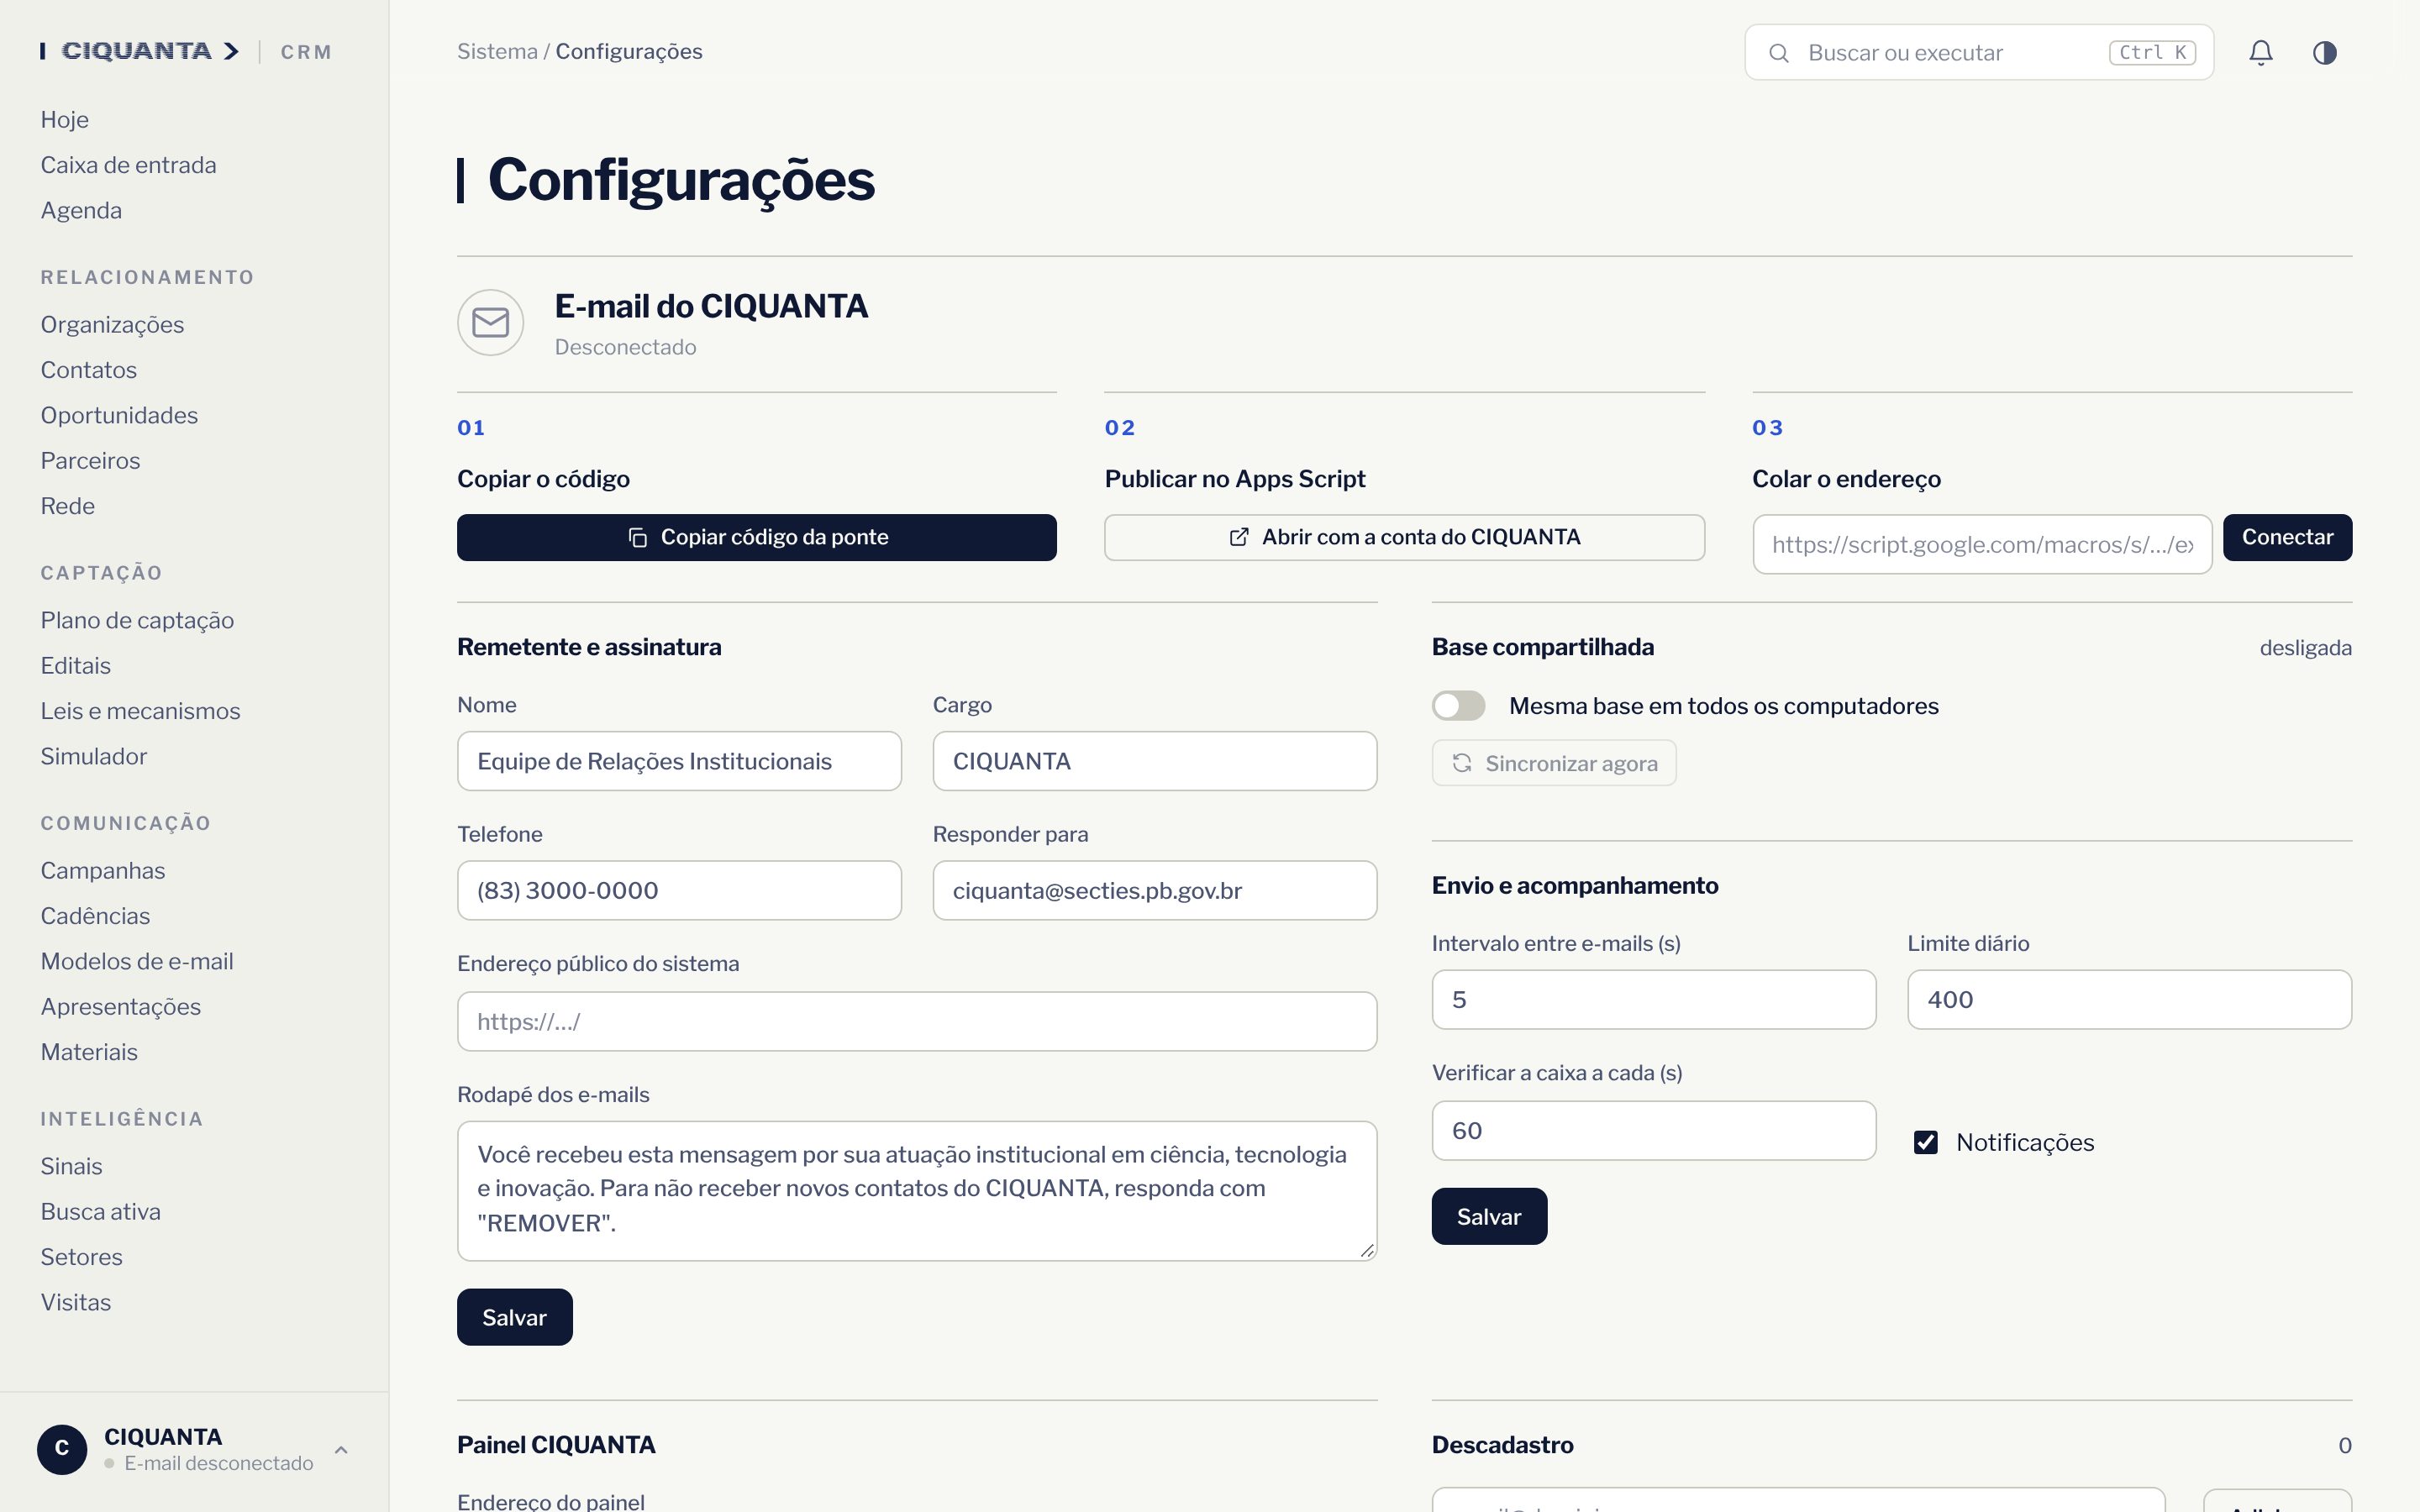 CIQUANTA
CRM
Hoje
Caixa de entrada
Agenda
RELACIONAMENTO
Organizações
Contatos
Oportunidades
Parceiros
Rede
CAPTAÇÃO
Plano de captação
Editais
Leis e mecanismos
Simulador
COMUNICAÇÃO
Campanhas
Cadências
Modelos de e-mail
Apresentações
Materiais
INTELIGÊNCIA
Sinais
Busca ativa
Setores
Visitas
C
CIQUANTA
E-mail desconectado
Sistema / Configurações
Buscar ou executar
Ctrl K
Configurações
E-mail do CIQUANTA
Desconectado
01
Copiar o código
Copiar código da ponte
02
Publicar no Apps Script
Abrir com a conta do CIQUANTA
03
Colar o endereço
https://script.google.com/macros/s/…/ex
Conectar
Remetente e assinatura
Nome
Equipe de Relações Institucionais
Cargo
CIQUANTA
Telefone
(83) 3000-0000
Responder para
ciquanta@secties.pb.gov.br
Endereço público do sistema
https://…/
Rodapé dos e-mails
Você recebeu esta mensagem por sua atuação institucional em ciência, tecnologia
e inovação. Para não receber novos contatos do CIQUANTA, responda com
"REMOVER".
Salvar
Base compartilhada
desligada
Mesma base em todos os computadores
Sincronizar agora
Envio e acompanhamento
Intervalo entre e-mails (s)
5
Limite diário
400
Verificar a caixa a cada (s)
60
Notificações
Salvar
Painel CIQUANTA
Endereço do painel
Descadastro
0